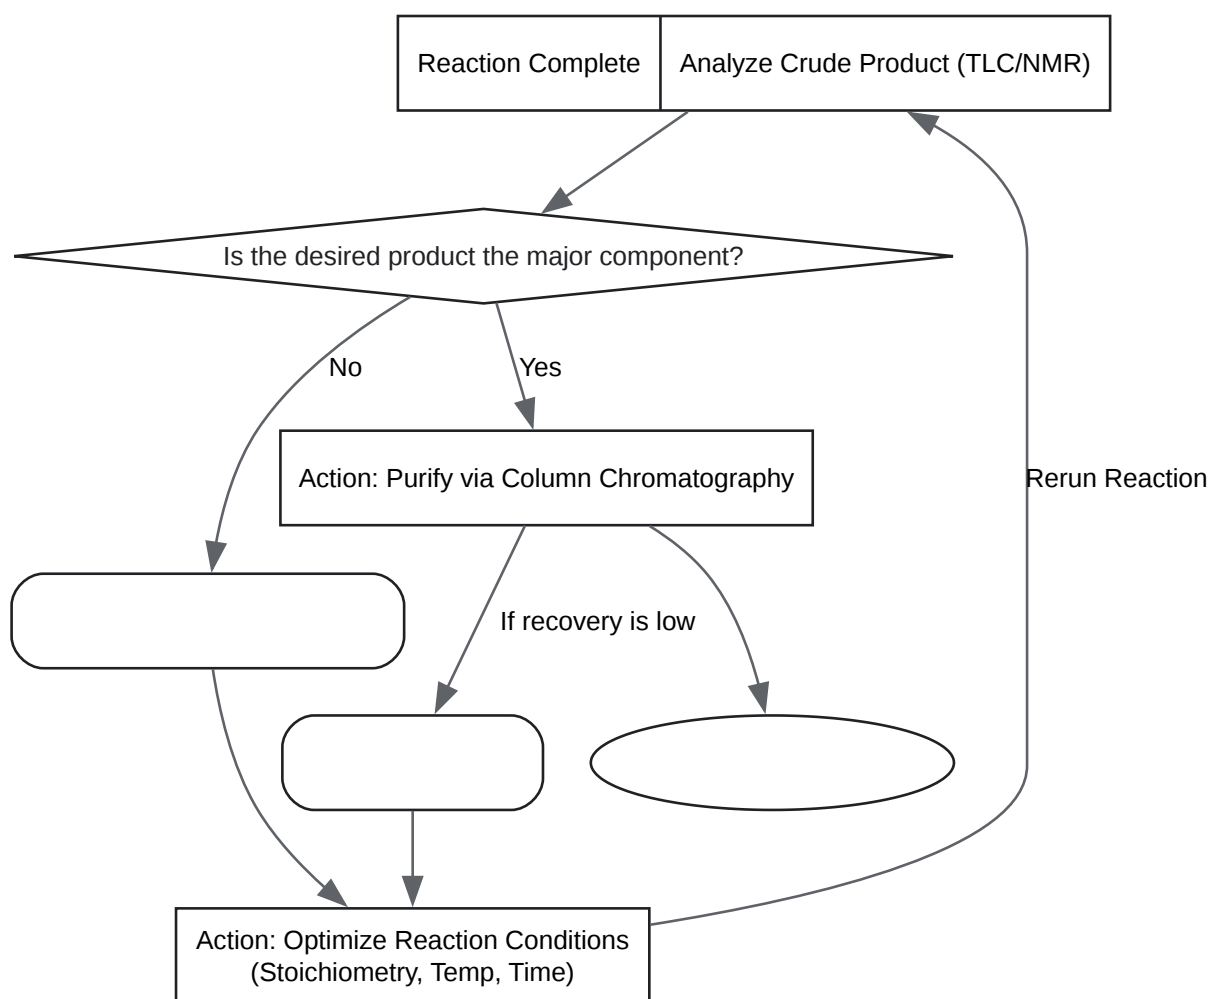 Reaction Complete
Analyze Crude Product (TLC/NMR)
Is the desired product the major component?
No
Yes
Action: Purify via Column Chromatography
Rerun Reaction
If recovery is low
Action: Optimize Reaction Conditions
(Stoichiometry, Temp, Time)